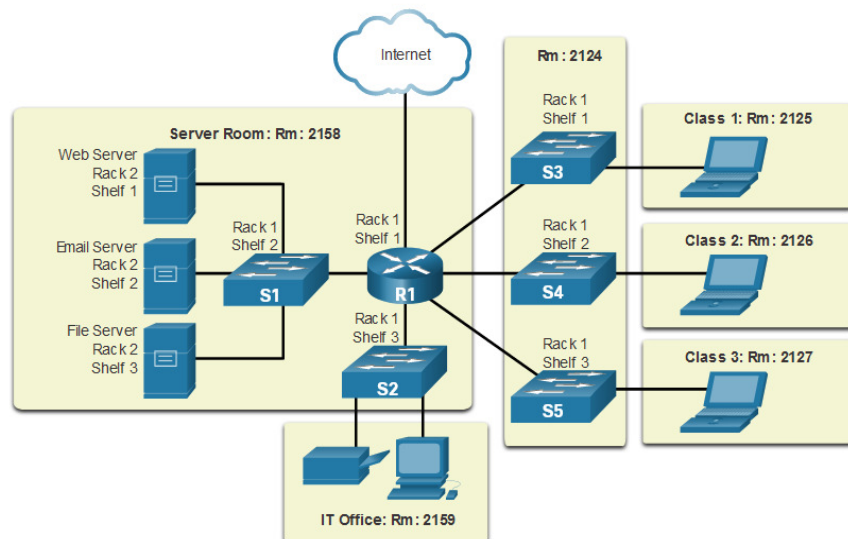 Internet
Rm: 2124
Rack 1
Shelf 1
S3
Class 1: Rm: 2125
Server Room: Rm: 2158
Web Server
Rack 2
Shelf 1
Rack 1
Shelf 2
S1
Rack 1
Shelf 1
R1
Email Server
Rack 2
Shelf 2
Rack 1
Shelf 2
S4
Class 2: Rm: 2126
File Server
Rack 2
Shelf 3
Rack 1
Shelf 3
S2
Rack 1
Shelf 3
S5
Class 3: Rm: 2127
IT Office: Rm: 2159